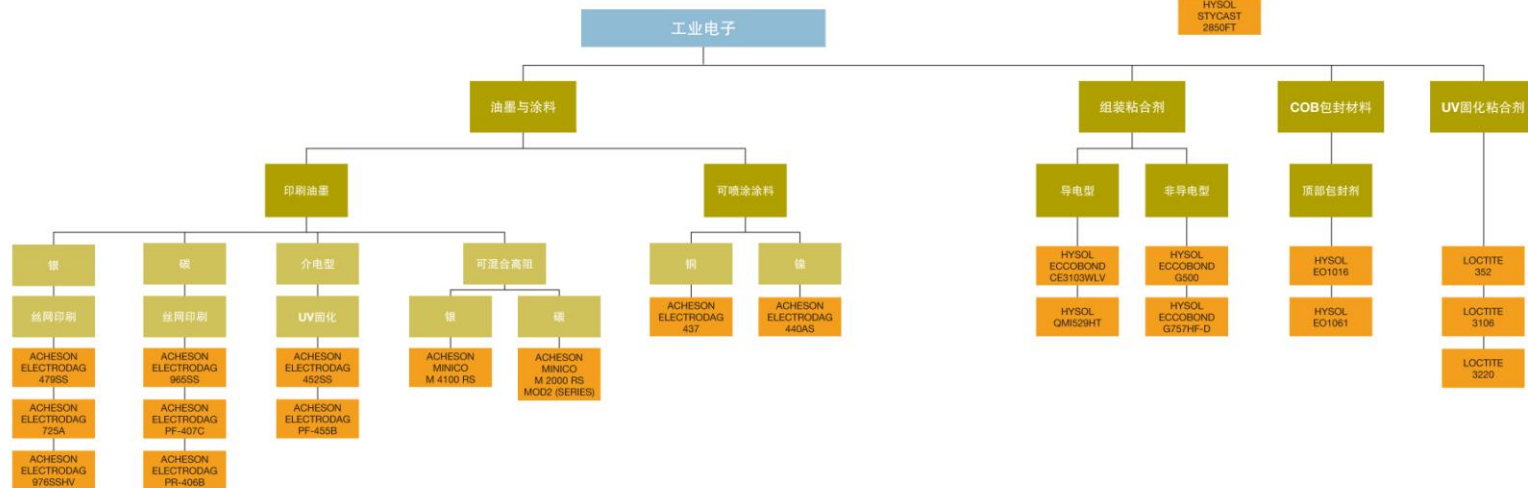 HYSOL
STYCAST
2850FT
工业电子
油墨与涂料
组装粘合剂
COB包封材料
UV固化粘合剂
印刷油墨
可喷涂涂料
导电型
非导电型
顶部包封剂
银
碳
介电型
可混合高阻
铜
镍
HYSOL
ECCOBOND
CE3103WLV
HYSOL
ECCOBOND
G500
HYSOL
EO1016
LOCTITE
352
丝网印刷
丝网印刷
UV固化
银
碳
ACHESON
ELECTRODAG
437
ACHESON
ELECTRODAG
440AS
HYSOL
QMI529HT
HYSOL
ECCOBOND
G757HF-D
HYSOL
EO1061
LOCTITE
3106
ACHESON
ELECTRODAG
479SS
ACHESON
ELECTRODAG
965SS
ACHESON
ELECTRODAG
452SS
ACHESON
MINICO
M 4100 RS
ACHESON
MINICO
M 2000 RS
MOD2 (SERIES)
LOCTITE
3220
ACHESON
ELECTRODAG
725A
ACHESON
ELECTRODAG
PF-407C
ACHESON
ELECTRODAG
PF-455B
ACHESON
ELECTRODAG
976SSHV
ACHESON
ELECTRODAG
PR-406B